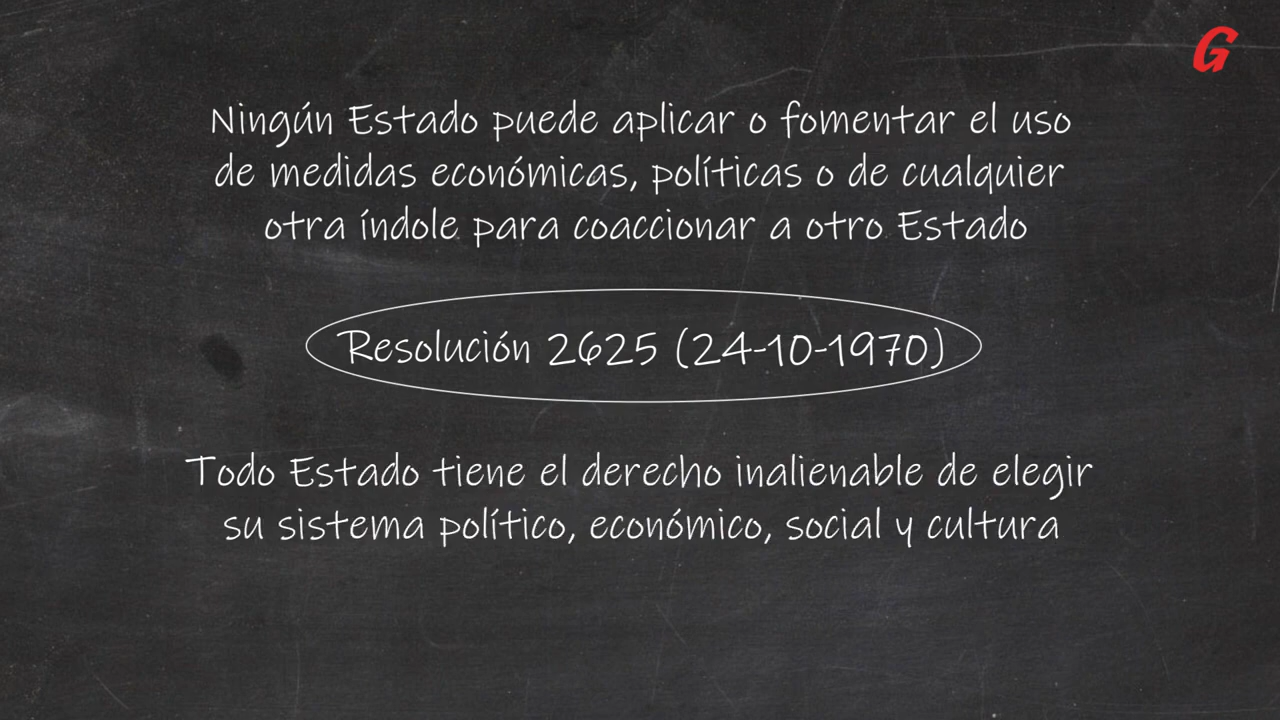 G
Ningún Estado puede aplicar o fomentar el uso
de medidas económicas, políticas o de cualquier
otra índole para coaccionar a otro Estado
Resolución 2625 (24-10-1970)
Todo Estado tiene el derecho inalienable de elegir
su sistema político, económico, social y cultura